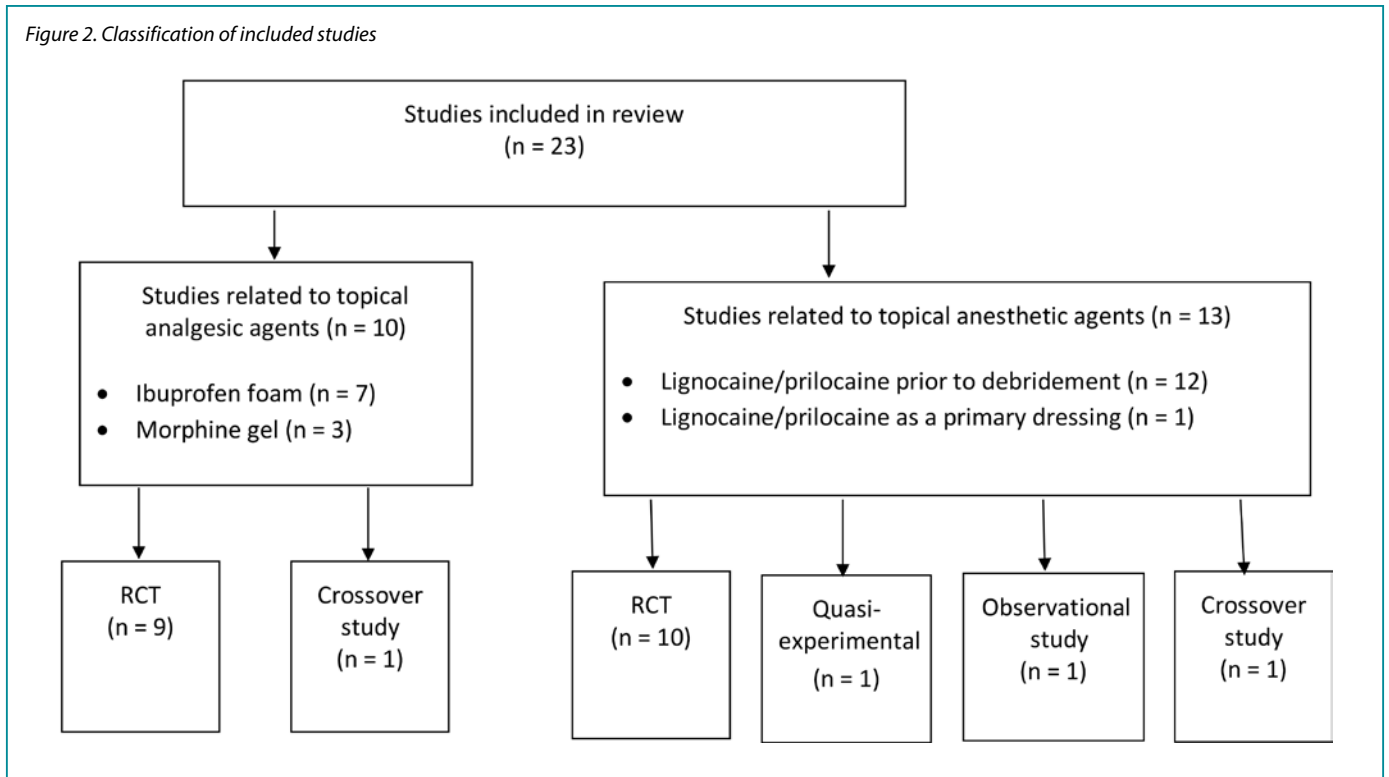 Figure 2. Classification of included studies
Studies included in review
(n = 23)
Studies related to topical
analgesic agents (n = 10)
• Ibuprofen foam (n = 7)
• Morphine gel (n = 3)
Studies related to topical anesthetic agents (n = 13)
• Lignocaine/prilocaine prior to debridement (n = 12)
• Lignocaine/prilocaine as a primary dressing (n = 1)
RCT
(n = 9)
Crossover
study
(n = 1)
RCT
(n = 10)
Quasi-
experimental
(n = 1)
Observational
study
(n = 1)
Crossover
study
(n = 1)